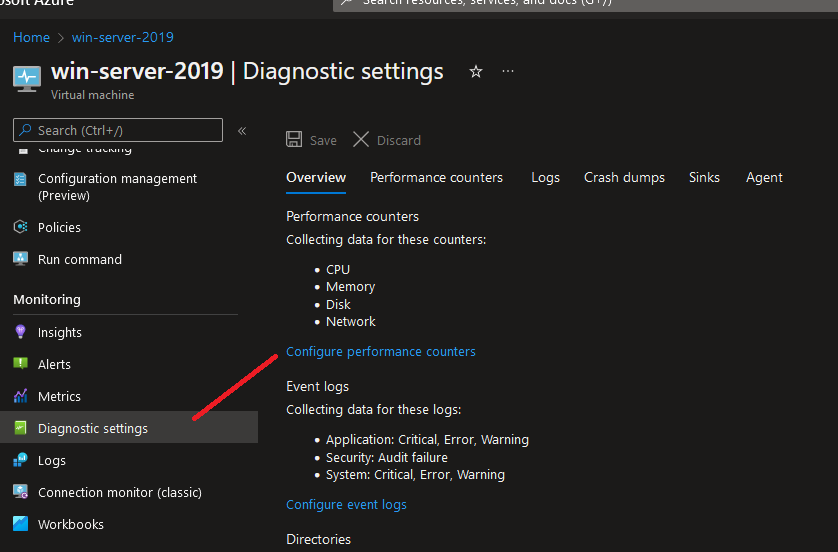 Microsoft Azure
Search resources, services, and docs (G+/)
Home > win-server-2019
win-server-2019 | Diagnostic settings
Virtual machine
Search (Ctrl+/)
«
Change tracking
Configuration management
(Preview)
Policies
Run command
Monitoring
Insights
Alerts
Metrics
Diagnostic settings
Logs
Connection monitor (classic)
Workbooks
Save
Discard
Overview
Performance counters
Logs
Crash dumps
Sinks
Agent
Performance counters
Collecting data for these counters:
• CPU
• Memory
• Disk
• Network
Configure performance counters
Event logs
Collecting data for these logs:
• Application: Critical, Error, Warning
• Security: Audit failure
• System: Critical, Error, Warning
Configure event logs
Directories